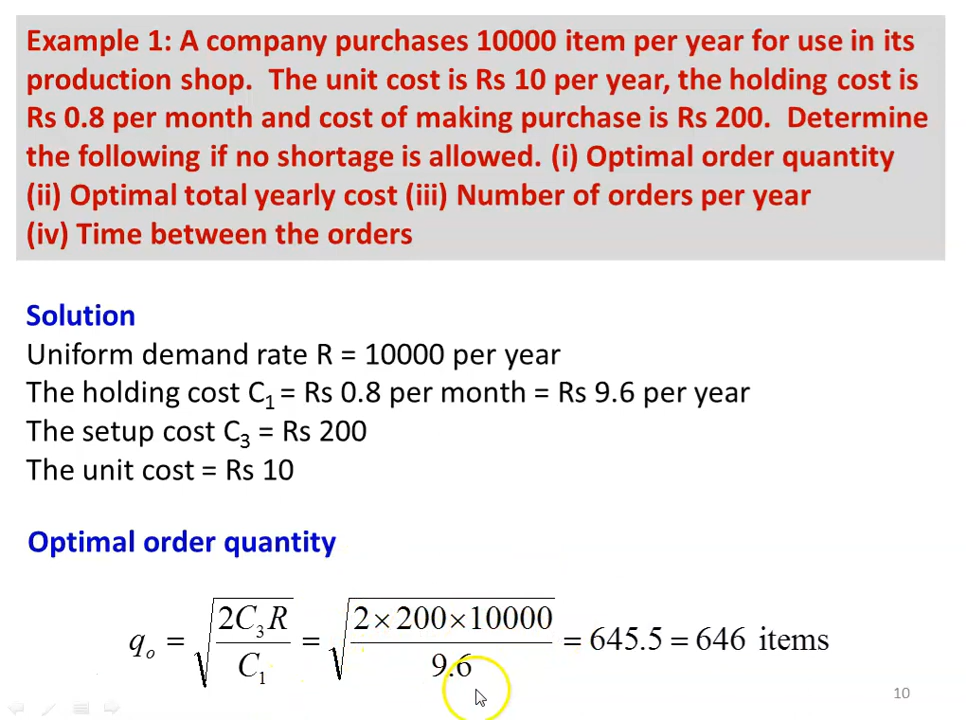 Example 1: A company purchases 10000 item per year for use in its
production shop. The unit cost is Rs 10 per year, the holding cost is
Rs 0.8 per month and cost of making purchase is Rs 200. Determine
the following if no shortage is allowed. (i) Optimal order quantity
(ii) Optimal total yearly cost (iii) Number of orders per year
(iv) Time between the orders
Solution
Uniform demand rate R = 10000 per year
The holding cost C₁ = Rs 0.8 per month = Rs 9.6 per year
The setup cost C₃ = Rs 200
The unit cost = Rs 10
Optimal order quantity
qₒ = √(2C₃R / C₁) = √(2×200×10000 / 9.6) = 645.5 = 646 items
10